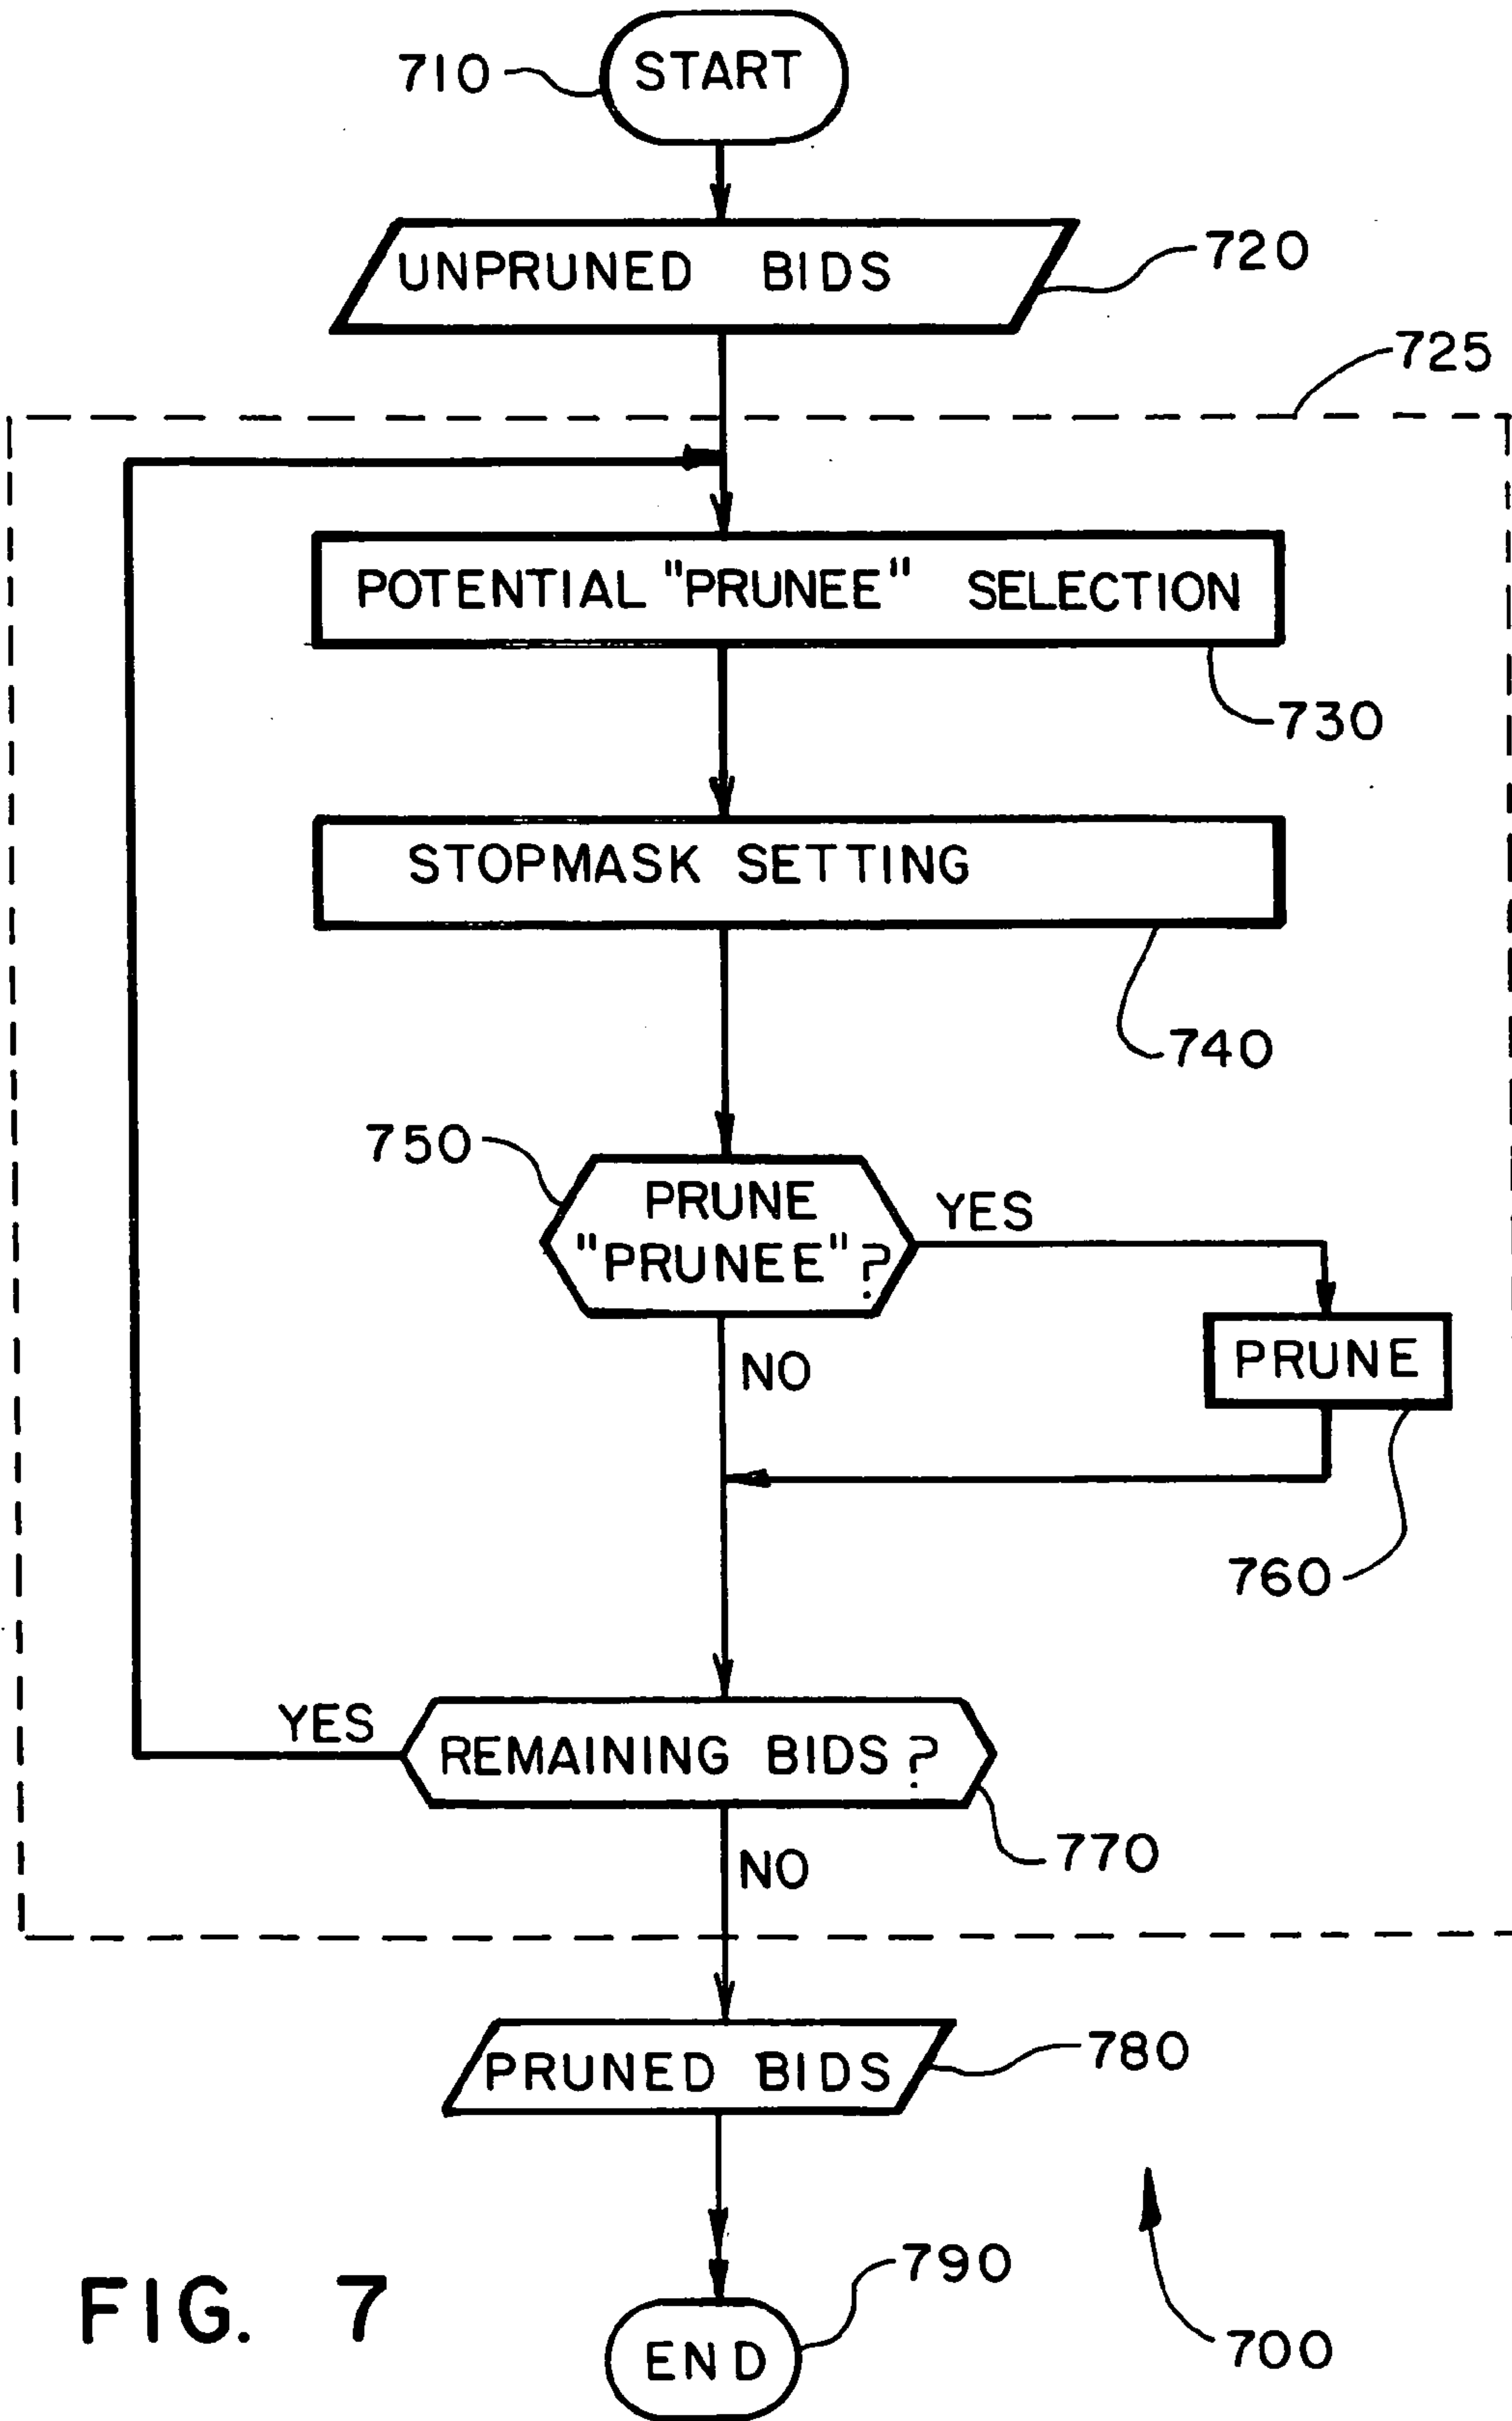 710
START
UNPRUNED BIDS
720
725
POTENTIAL "PRUNEE" SELECTION
730
STOPMASK SETTING
740
750
PRUNE
"PRUNEE"?
YES
NO
PRUNE
760
YES
REMAINING BIDS?
770
NO
PRUNED BIDS
780
790
END
700
FIG. 7